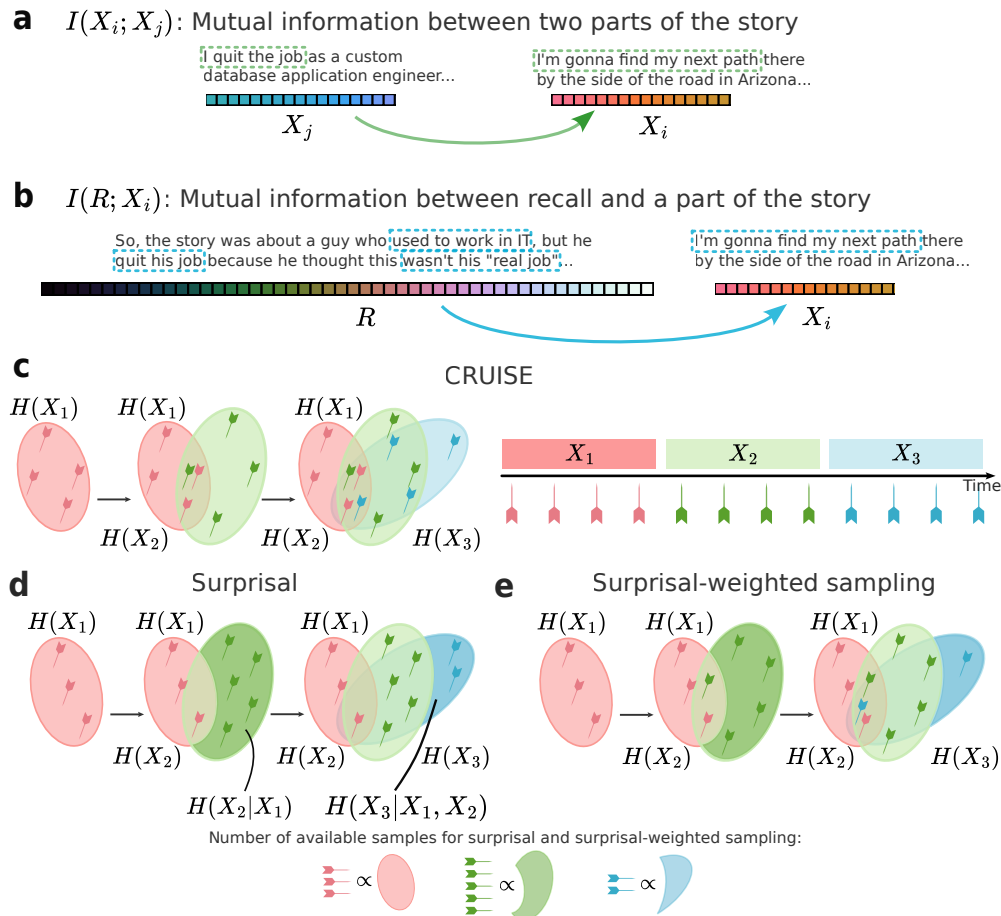 a I(X_i; X_j): Mutual information between two parts of the story
I quit the job as a custom
database application engineer...
I'm gonna find my next path there
by the side of the road in Arizona...
X_j
X_i
b I(R; X_i): Mutual information between recall and a part of the story
So, the story was about a guy who used to work in IT, but he
quit his job because he thought this wasn't his "real job"...
I'm gonna find my next path there
by the side of the road in Arizona...
R
X_i
c
CRUISE
H(X_1)
H(X_1)
H(X_1)
H(X_2)
H(X_2)
H(X_3)
X_1
X_2
X_3
Time
d Surprisal
H(X_1)
H(X_1)
H(X_1)
H(X_2)
H(X_2)
H(X_3)
H(X_2|X_1)
H(X_3|X_1, X_2)
e Surprisal-weighted sampling
H(X_1)
H(X_1)
H(X_1)
H(X_2)
H(X_2)
H(X_3)
Number of available samples for surprisal and surprisal-weighted sampling:
∝
∝
∝